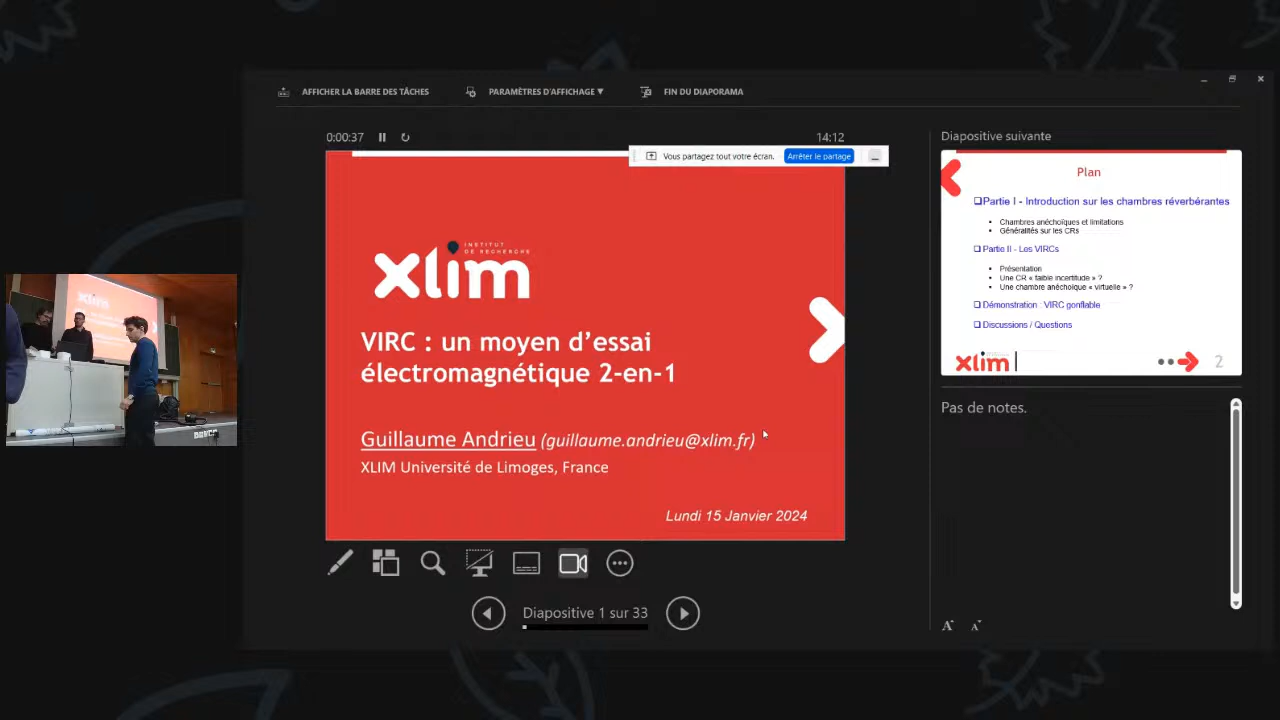 AFFICHER LA BARRE DES TÂCHES
PARAMÈTRES D'AFFICHAGE ▼
FIN DU DIAPORAMA
0:00:37
14:12
Vous partagez tout votre écran.
Arrêter le partage
INSTITUT
DE RECHERCHE
xlim
VIRC : un moyen d'essai
électromagnétique 2-en-1
Guillaume Andrieu (guillaume.andrieu@xlim.fr)
XLIM Université de Limoges, France
Lundi 15 Janvier 2024
Diapositive 1 sur 33
Diapositive suivante
Plan
❑Partie I - Introduction sur les chambres réverbérantes
• Chambres anéchoïques et limitations
• Généralités sur les CRs
❑ Partie II - Les VIRCs
• Présentation
• Une CR « faible incertitude » ?
• Une chambre anéchoïque « virtuelle » ?
❑ Démonstration : VIRC gonflable
❑ Discussions / Questions
xlim
2
Pas de notes.
A A
xlim